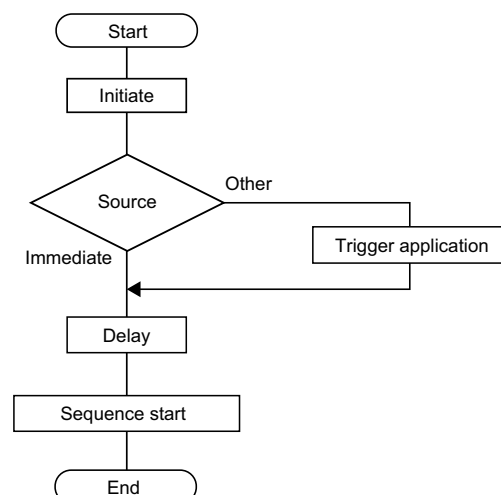 Start
Initiate
Source
Other
Immediate
Trigger application
Delay
Sequence start
End